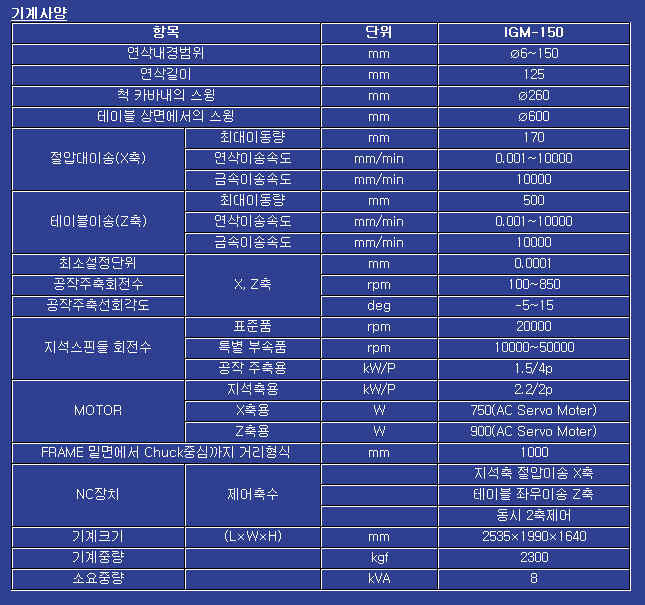 기계사양
항목 단위 IGM-150
연삭내경범위 mm ∅6~150
연삭길이 mm 125
척 카바내의 스윙 mm ∅260
테이블 상면에서의 스윙 mm ∅600
최대이동량 mm 170
절압대이송(X축) 연삭이송속도 mm/min 0.001~10000
금속이송속도 mm/min 10000
최대이동량 mm 500
테이블이송(Z축) 연삭이송속도 mm/min 0.001~10000
금속이송속도 mm/min 10000
최소설정단위 mm 0.0001
공작주축회전수 X, Z축 rpm 100~850
공작주축선회각도 deg -5~15
표준품 rpm 20000
지석스핀들 회전수 특별 부속품 rpm 10000~50000
공작 주축용 kW/P 1.5/4p
지석축용 kW/P 2.2/2p
MOTOR X축용 W 750(AC Servo Moter)
Z축용 W 900(AC Servo Moter)
FRAME 밑면에서 Chuck중심까지 거리형식 mm 1000
지석축 절압이송 X축
NC장치 제어축수 테이블 좌우이송 Z축
동시 2축제어
기계크기 (L×W×H) mm 2535×1990×1640
기계중량 kgf 2300
소요중량 kVA 8